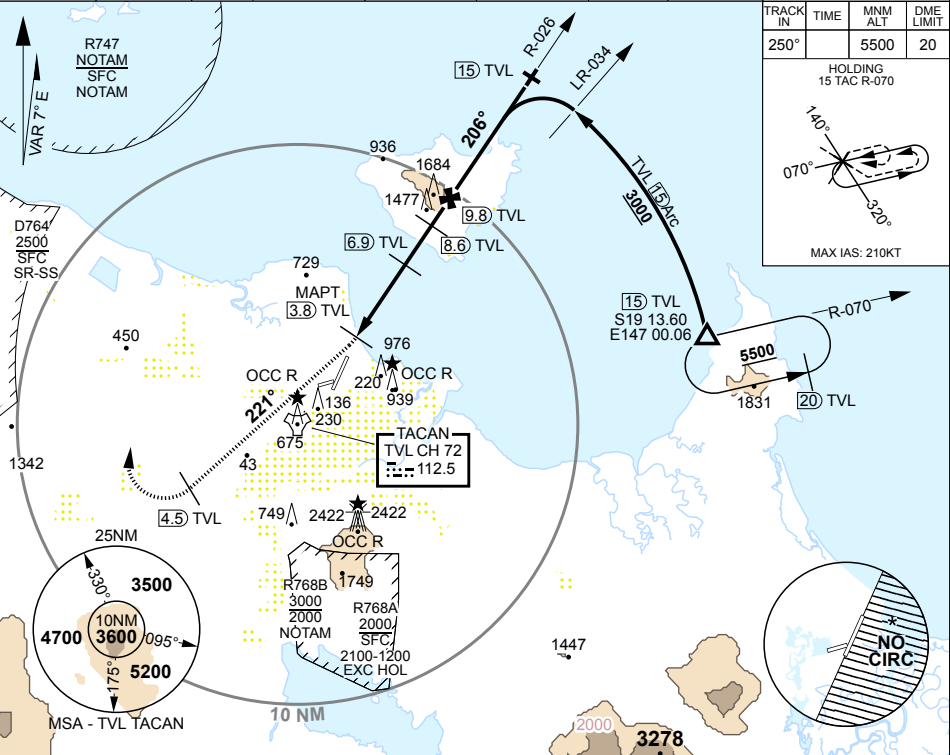 R747
NOTAM
SFC
NOTAM
VAR 7° E
TRACK IN
TIME
MNM ALT
DME LIMIT
250°
5500
20
HOLDING
15 TAC R-070
140°
070°
320°
MAX IAS: 210KT
R-026
15 TVL
LR-034
206°
TVL 15 Arc
3000
936
1684
1477
9.8 TVL
8.6 TVL
6.9 TVL
D764
2500
SFC
SR-SS
729
MAPT
3.8 TVL
450
15 TVL
S19 13.60
E147 00.06
R-070
5500
1831
20 TVL
976
OCC R
OCC R
220
939
136
230
221°
675
TACAN
TVL CH 72
112.5
43
1342
4.5 TVL
749
2422
2422
OCC R
1749
R768B
3000
2000
NOTAM
R768A
2000
SFC
2100-1200
EXC HOL
25NM
330°
3500
10NM
3600
4700
095°
5200
175°
MSA - TVL TACAN
10 NM
1447
2000
3278
*
NO
CIRC